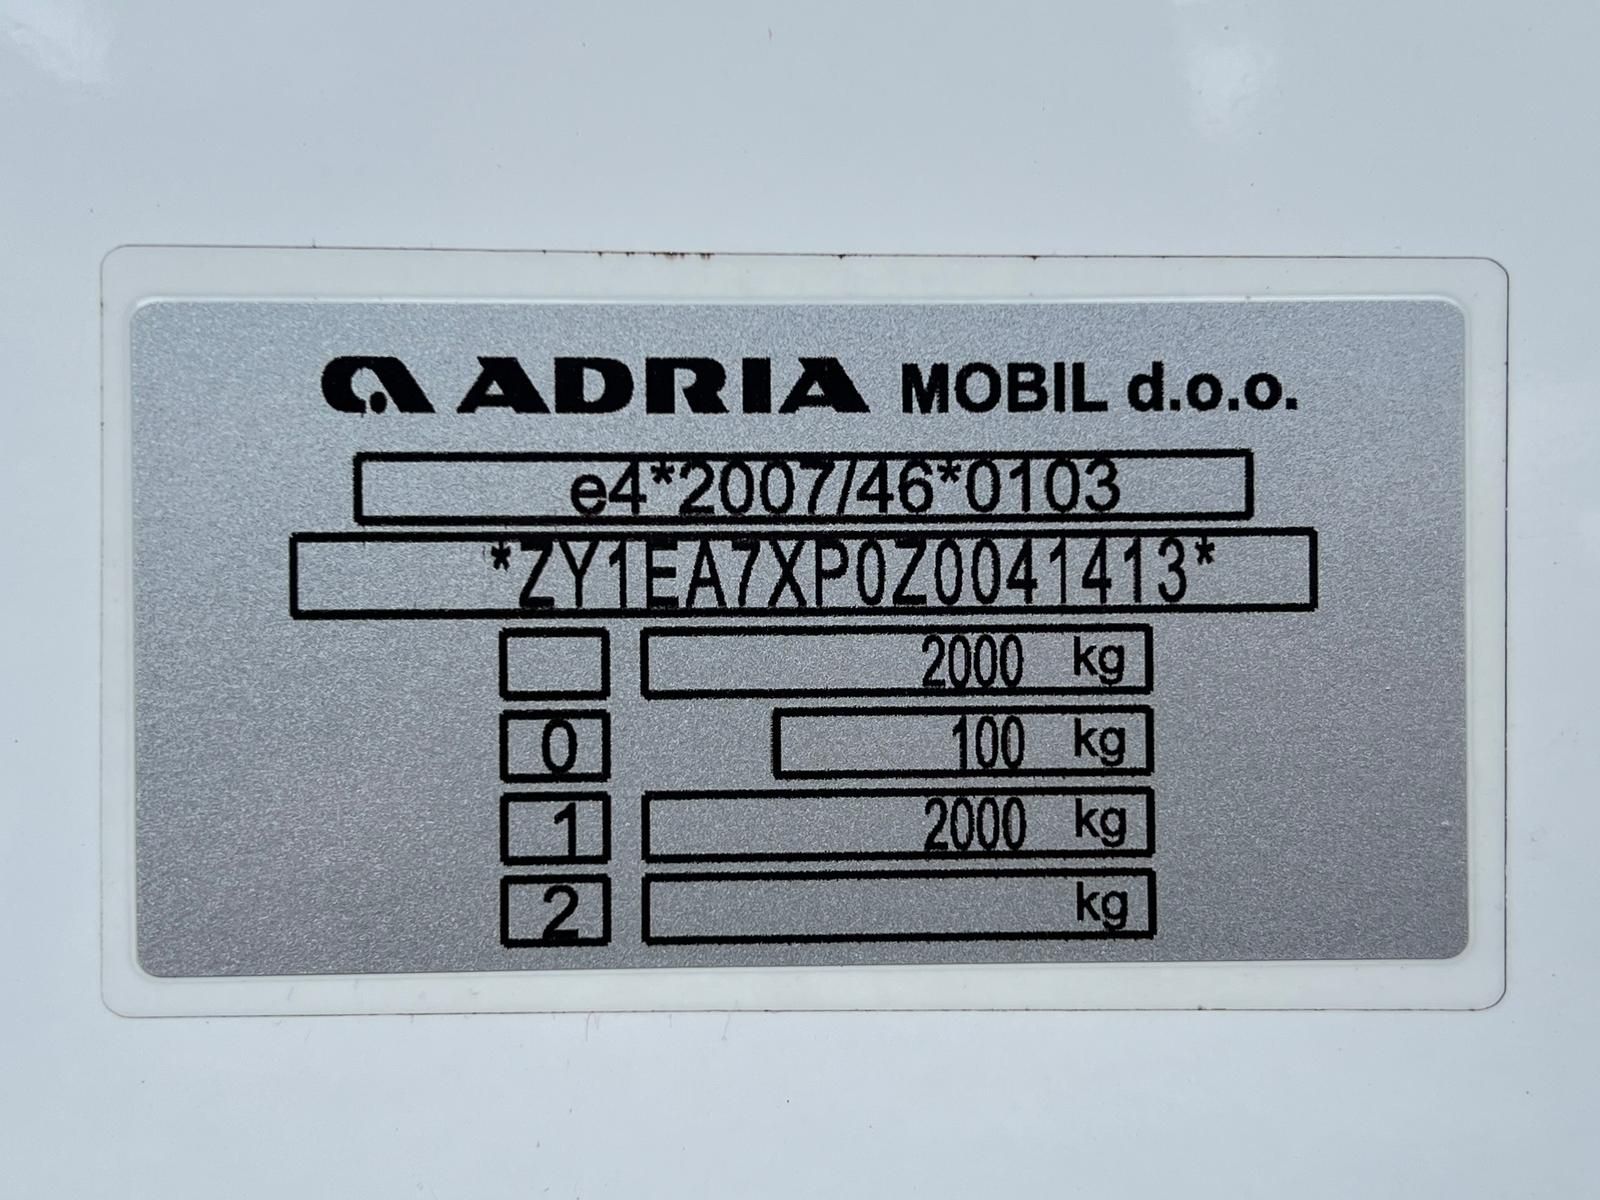 ADRIA MOBIL d.o.o.
e4*2007/46*0103
*ZY1EA7XP0Z0041413*
2000 kg
0 100 kg
1 2000 kg
2 kg